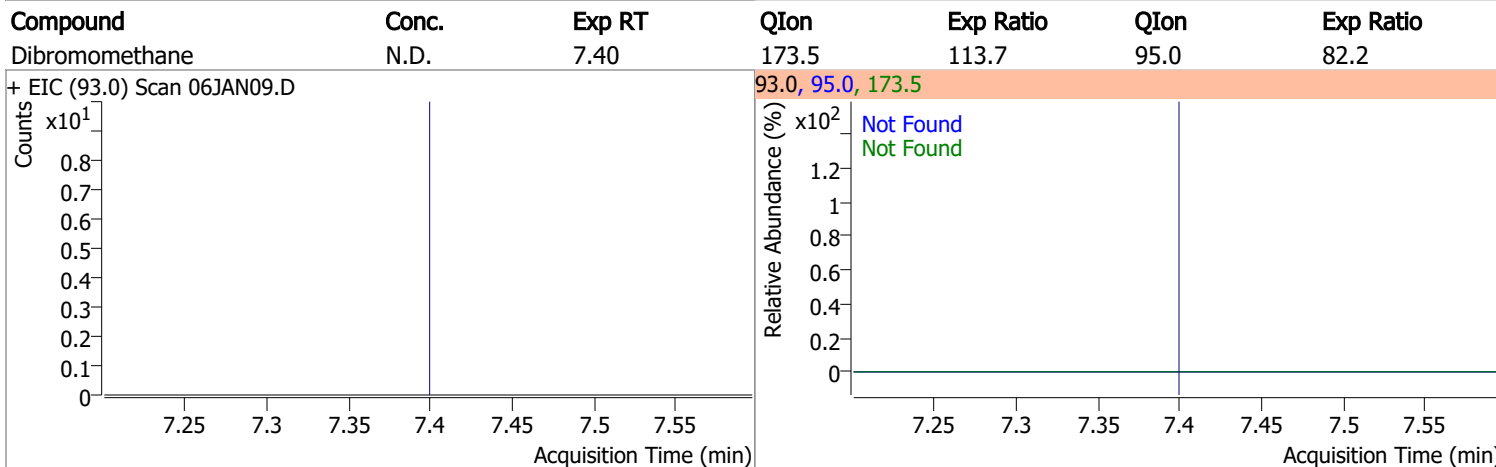 Compound Conc. Exp RT QIon Exp Ratio QIon Exp Ratio
Dibromomethane N.D. 7.40 173.5 113.7 95.0 82.2
+ EIC (93.0) Scan 06JAN09.D
Counts
x10¹
0.8
0.7
0.6
0.5
0.4
0.3
0.2
0.1
0
7.25 7.3 7.35 7.4 7.45 7.5 7.55
Acquisition Time (min)
93.0, 95.0, 173.5
Relative Abundance (%)
x10²
Not Found
Not Found
1.2
1
0.8
0.6
0.4
0.2
0
7.25 7.3 7.35 7.4 7.45 7.5 7.55
Acquisition Time (min)